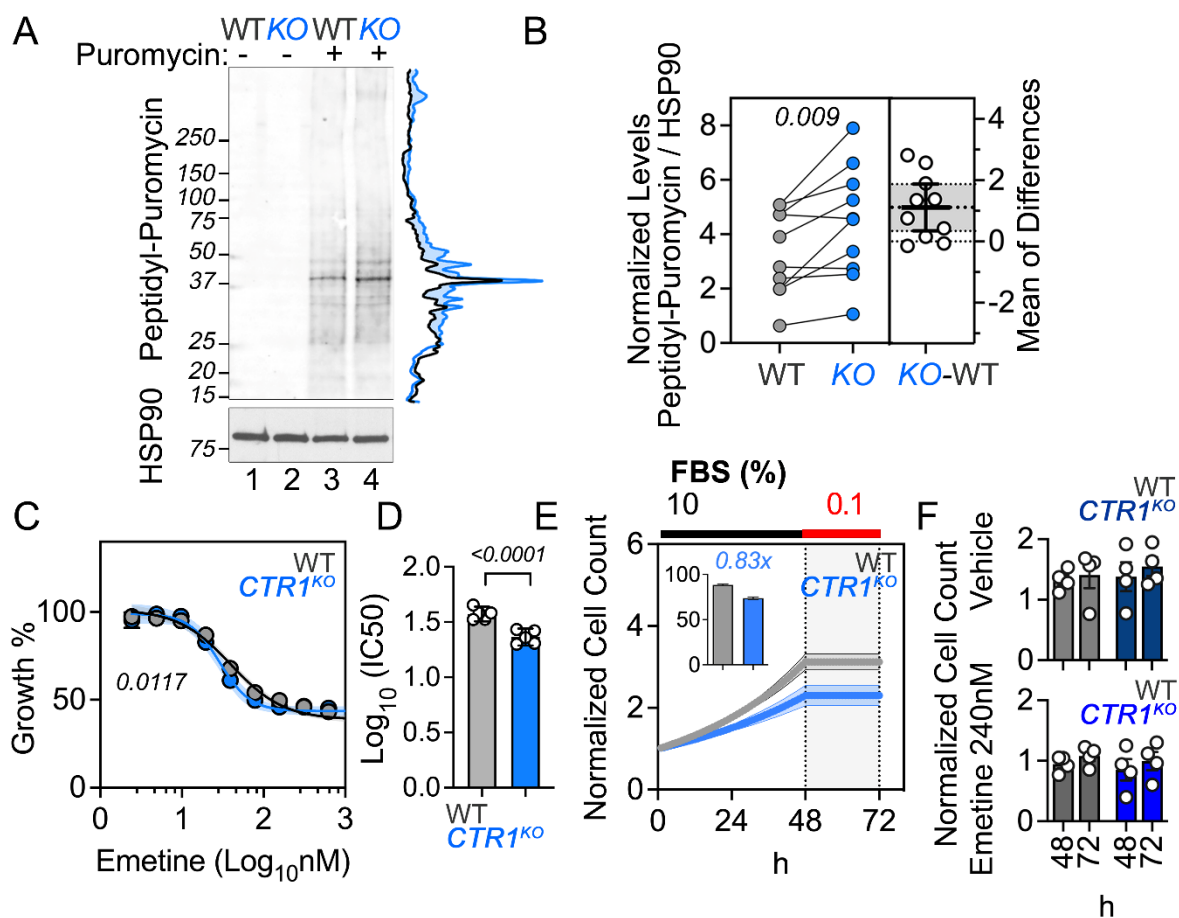 A
WT KO WT KO
Puromycin: - - + +
Peptidyl-Puromycin
250
150
100
75
50
37
25
20
15
HSP90
75
1 2 3 4
B
Normalized Levels
Peptidyl-Puromycin / HSP90
8
6
4
2
0
0.009
4
2
0
-2
Mean of Differences
WT KO KO-WT
C
WT
CTR1KO
Growth %
100
50
0
0.0117
0 1 2 3
Emetine (Log10nM)
D
Log10 (IC50)
2.0
1.5
1.0
0.5
0.0
<0.0001
WT
CTR1KO
E
FBS (%)
10 0.1
Normalized Cell Count
6
4
2
0
0.83x
100
50
0
WT
CTR1KO
0 24 48 72
h
F
WT
CTR1KO
Normalized Cell Count
Vehicle
2
1
0
WT
CTR1KO
Emetine 240nM
2
1
0
48 72 48 72
h